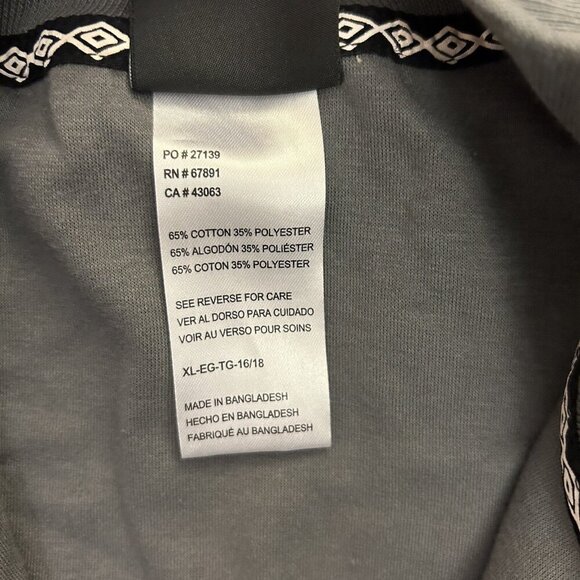 PO # 27139
RN # 67891
CA # 43063
65% COTTON 35% POLYESTER
65% ALGODÓN 35% POLIÉSTER
65% COTON 35% POLYESTER
SEE REVERSE FOR CARE
VER AL DORSO PARA CUIDADO
VOIR AU VERSO POUR SOINS
XL-EG-TG-16/18
MADE IN BANGLADESH
HECHO EN BANGLADESH
FABRIQUÉ AU BANGLADESH